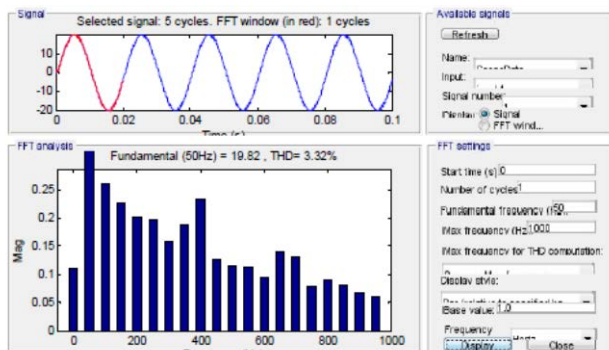 Signal
Selected signal: 5 cycles. FFT window (in red): 1 cycles
10
0
-10
-20
0
0.02
0.04
0.06
0.08
0.1
Time (s)
FFT analysis
Fundamental (50Hz) = 19.82 , THD= 3.32%
Mag
0.25
0.2
0.15
0.1
0.05
0
0
200
400
600
800
1000
Available signals
Refresh
Name:
Input:
Signal number:
Display:
Signal
FFT wind...
FFT settings
Start time (s)
0
Number of cycles
1
Fundamental frequency
50
Max frequency (Hz
1000
Max frequency for THD computation:
Display style:
Base value:
1.0
Frequency
Hertz
Display
Close